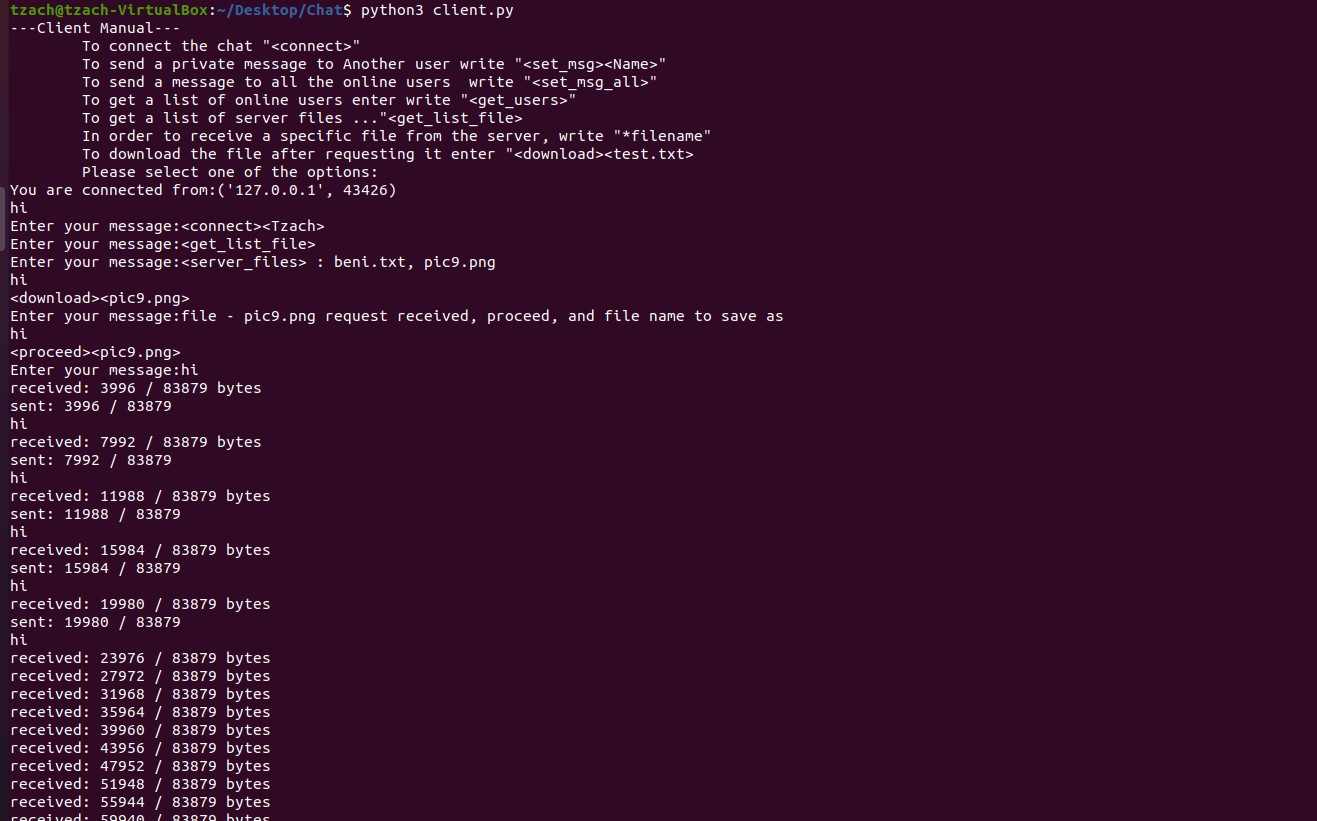 tzach@tzach-VirtualBox:~/Desktop/Chat$ python3 client.py
---Client Manual---
        To connect the chat "<connect>"
        To send a private message to Another user write "<set_msg><Name>"
        To send a message to all the online users  write "<set_msg_all>"
        To get a list of online users enter write "<get_users>"
        To get a list of server files ..."<get_list_file>
        In order to receive a specific file from the server, write "*filename"
        To download the file after requesting it enter "<download><test.txt>
        Please select one of the options:
You are connected from:('127.0.0.1', 43426)
hi
Enter your message:<connect><Tzach>
Enter your message:<get_list_file>
Enter your message:<server_files> : beni.txt, pic9.png
hi
<download><pic9.png>
Enter your message:file - pic9.png request received, proceed, and file name to save as
hi
<proceed><pic9.png>
Enter your message:hi
received: 3996 / 83879 bytes
sent: 3996 / 83879
hi
received: 7992 / 83879 bytes
sent: 7992 / 83879
hi
received: 11988 / 83879 bytes
sent: 11988 / 83879
hi
received: 15984 / 83879 bytes
sent: 15984 / 83879
hi
received: 19980 / 83879 bytes
sent: 19980 / 83879
hi
received: 23976 / 83879 bytes
received: 27972 / 83879 bytes
received: 31968 / 83879 bytes
received: 35964 / 83879 bytes
received: 39960 / 83879 bytes
received: 43956 / 83879 bytes
received: 47952 / 83879 bytes
received: 51948 / 83879 bytes
received: 55944 / 83879 bytes
received: 59940 / 83879 bytes